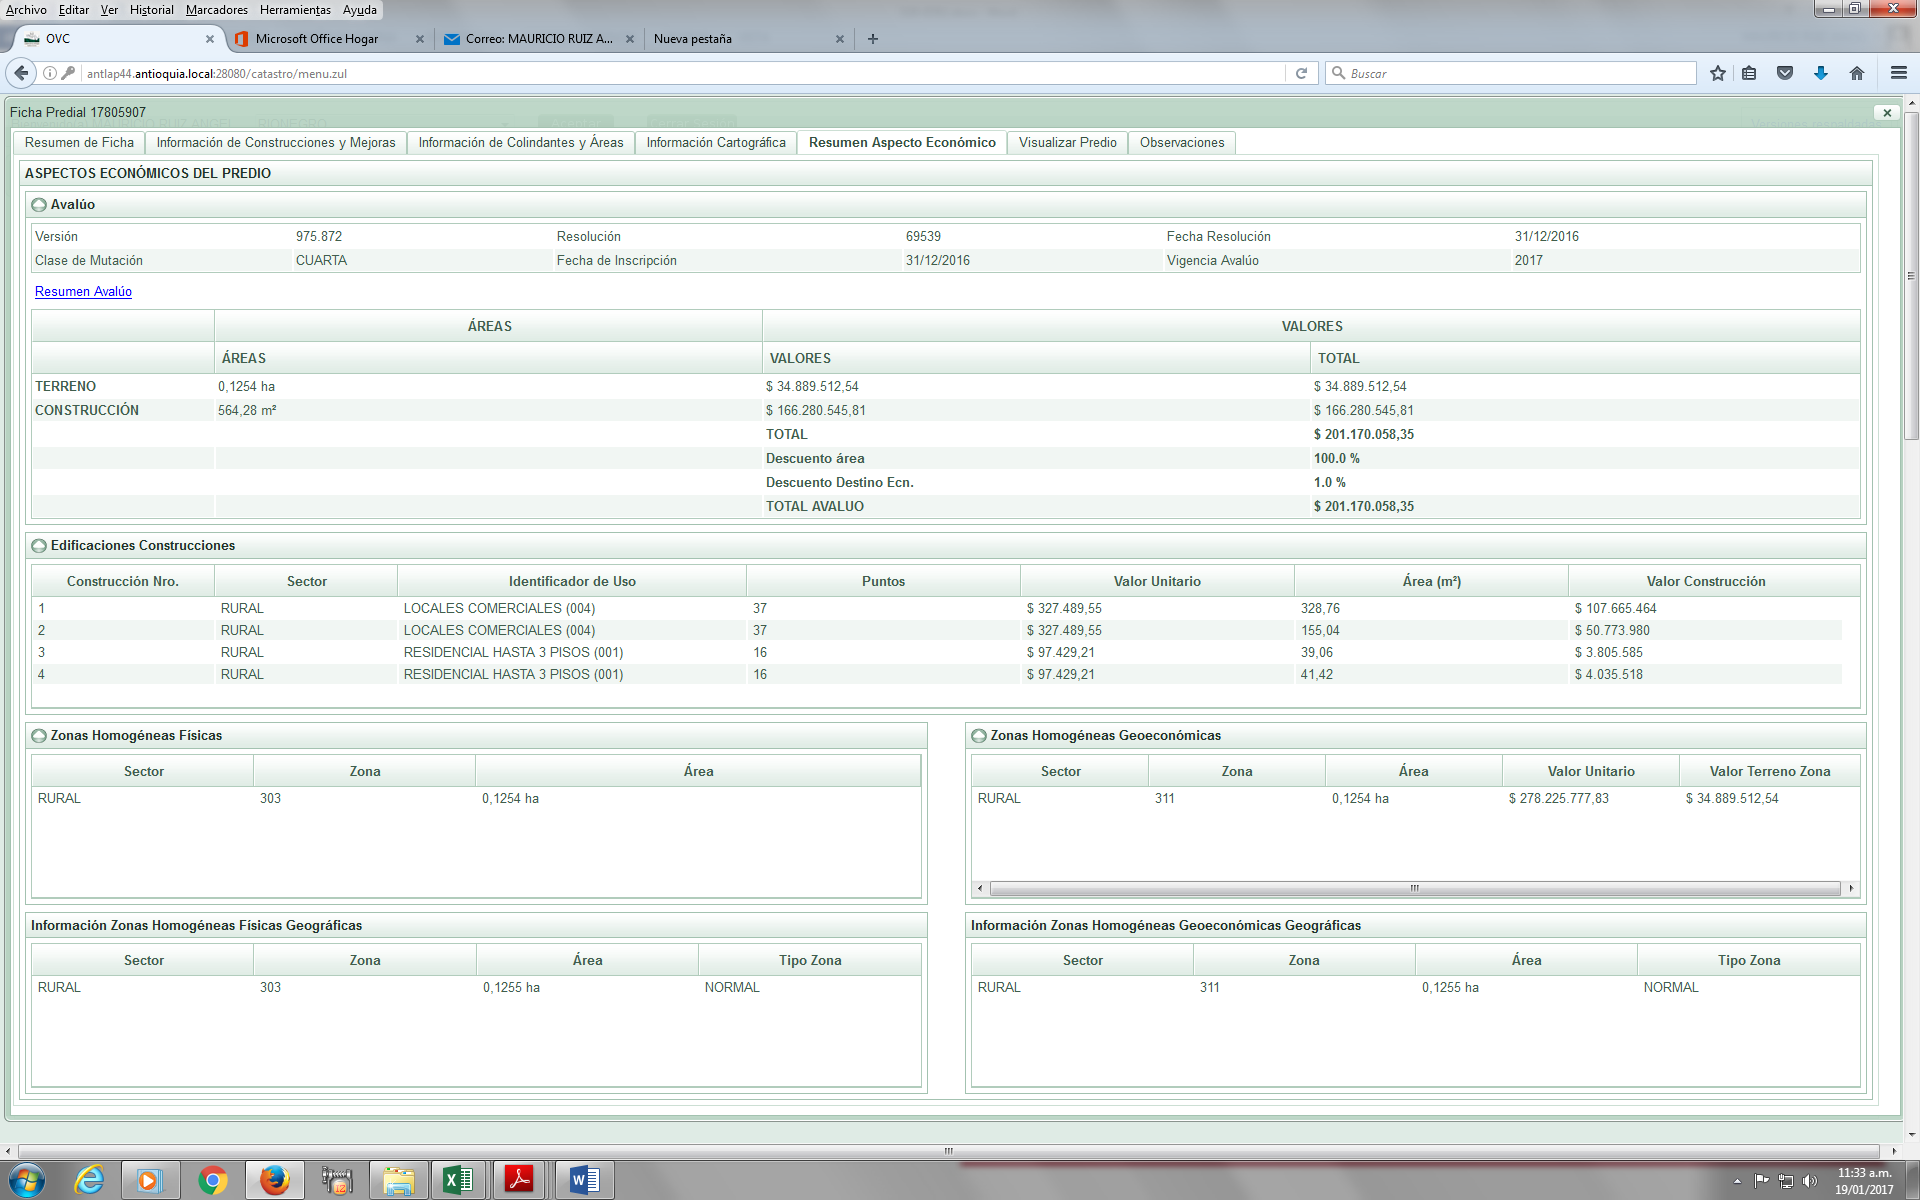 Archivo Editar Ver Historial Marcadores Herramientas Ayuda
OVC Microsoft Office Hogar Correo: MAURICIO RUIZ A... Nueva pestaña
antlap44.antioquia.local:28080/catastro/menu.zul Buscar
Ficha Predial 17805907
Resumen de Ficha Información de Construcciones y Mejoras Información de Colindantes y Áreas Información Cartográfica Resumen Aspecto Económico Visualizar Predio Observaciones
ASPECTOS ECONÓMICOS DEL PREDIO
Avalúo
Versión 975.872 Resolución 69539 Fecha Resolución 31/12/2016
Clase de Mutación CUARTA Fecha de Inscripción 31/12/2016 Vigencia Avalúo 2017
Resumen Avalúo
ÁREAS VALORES
ÁREAS VALORES TOTAL
TERRENO 0,1254 ha $ 34.889.512,54 $ 34.889.512,54
CONSTRUCCIÓN 564,28 m² $ 166.280.545,81 $ 166.280.545,81
TOTAL $ 201.170.058,35
Descuento área 100.0 %
Descuento Destino Ecn. 1.0 %
TOTAL AVALUO $ 201.170.058,35
Edificaciones Construcciones
Construcción Nro. Sector Identificador de Uso Puntos Valor Unitario Área (m²) Valor Construcción
1 RURAL LOCALES COMERCIALES (004) 37 $ 327.489,55 328,76 $ 107.665.464
2 RURAL LOCALES COMERCIALES (004) 37 $ 327.489,55 155,04 $ 50.773.980
3 RURAL RESIDENCIAL HASTA 3 PISOS (001) 16 $ 97.429,21 39,06 $ 3.805.585
4 RURAL RESIDENCIAL HASTA 3 PISOS (001) 16 $ 97.429,21 41,42 $ 4.035.518
Zonas Homogéneas Físicas Zonas Homogéneas Geoeconómicas
Sector Zona Área Sector Zona Área Valor Unitario Valor Terreno Zona
RURAL 303 0,1254 ha RURAL 311 0,1254 ha $ 278.225.777,83 $ 34.889.512,54
Información Zonas Homogéneas Físicas Geográficas Información Zonas Homogéneas Geoeconómicas Geográficas
Sector Zona Área Tipo Zona Sector Zona Área Tipo Zona
RURAL 303 0,1255 ha NORMAL RURAL 311 0,1255 ha NORMAL
11:33 a.m.
19/01/2017